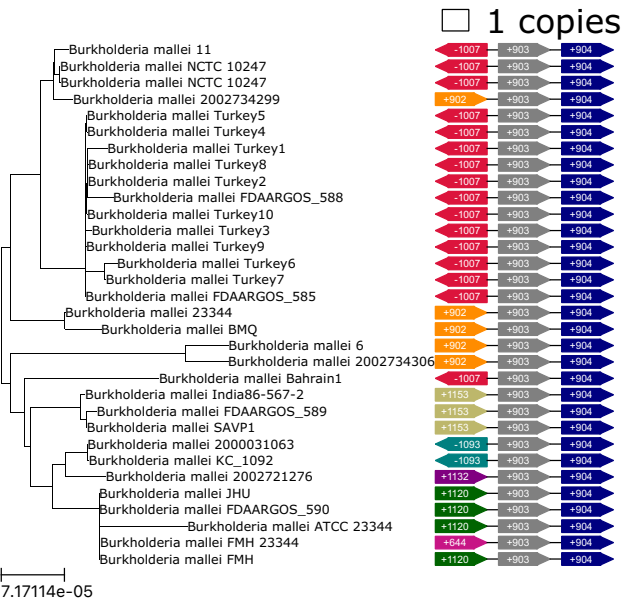 1 copies
Burkholderia mallei 11 -1007 +903 +904
Burkholderia mallei NCTC 10247 -1007 +903 +904
Burkholderia mallei NCTC 10247 -1007 +903 +904
Burkholderia mallei 2002734299 +902 +903 +904
Burkholderia mallei Turkey5 -1007 +903 +904
Burkholderia mallei Turkey4 -1007 +903 +904
Burkholderia mallei Turkey1 -1007 +903 +904
Burkholderia mallei Turkey8 -1007 +903 +904
Burkholderia mallei Turkey2 -1007 +903 +904
Burkholderia mallei FDAARGOS_588 -1007 +903 +904
Burkholderia mallei Turkey10 -1007 +903 +904
Burkholderia mallei Turkey3 -1007 +903 +904
Burkholderia mallei Turkey9 -1007 +903 +904
Burkholderia mallei Turkey6 -1007 +903 +904
Burkholderia mallei Turkey7 -1007 +903 +904
Burkholderia mallei FDAARGOS_585 -1007 +903 +904
Burkholderia mallei 23344 +902 +903 +904
Burkholderia mallei BMQ +902 +903 +904
Burkholderia mallei 6 +902 +903 +904
Burkholderia mallei 2002734306 +902 +903 +904
Burkholderia mallei Bahrain1 -1007 +903 +904
Burkholderia mallei India86-567-2 +1153 +903 +904
Burkholderia mallei FDAARGOS_589 +1153 +903 +904
Burkholderia mallei SAVP1 +1153 +903 +904
Burkholderia mallei 2000031063 -1093 +903 +904
Burkholderia mallei KC_1092 -1093 +903 +904
Burkholderia mallei 2002721276 +1132 +903 +904
Burkholderia mallei JHU +1120 +903 +904
Burkholderia mallei FDAARGOS_590 +1120 +903 +904
Burkholderia mallei ATCC 23344 +1120 +903 +904
Burkholderia mallei FMH 23344 +644 +903 +904
Burkholderia mallei FMH +1120 +903 +904
7.17114e-05